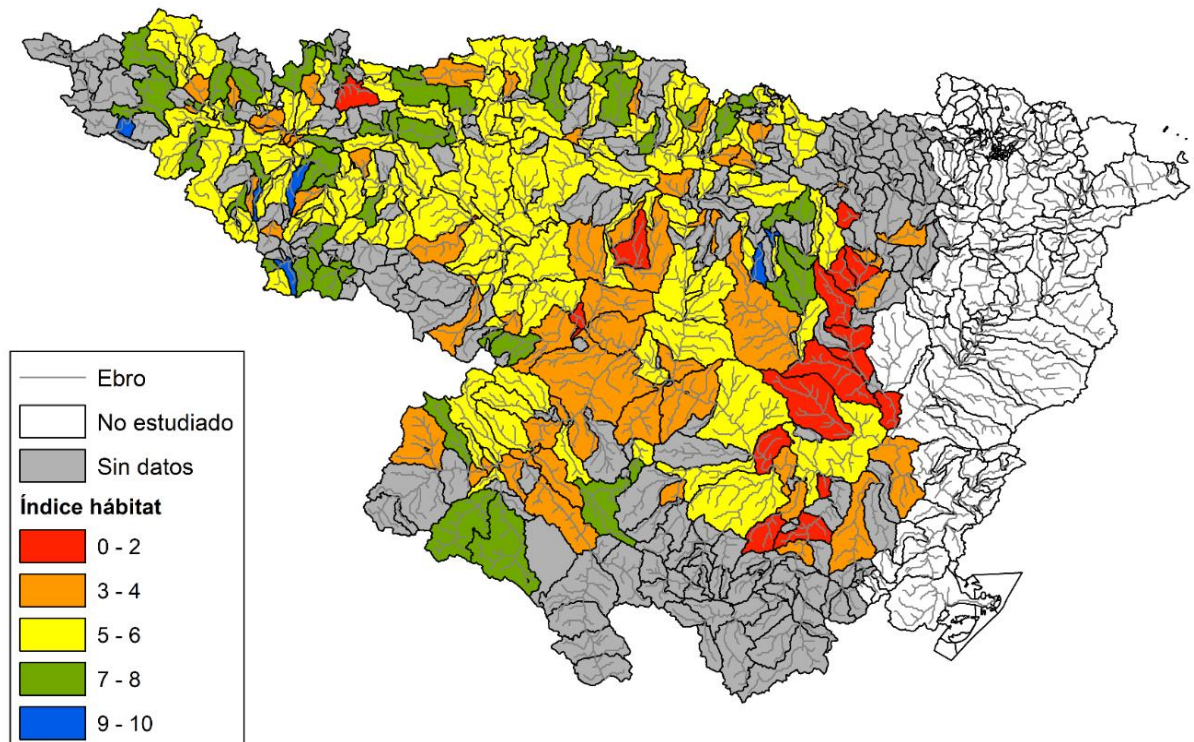 Ebro
No estudiado
Sin datos
Índice hábitat
0 - 2
3 - 4
5 - 6
7 - 8
9 - 10